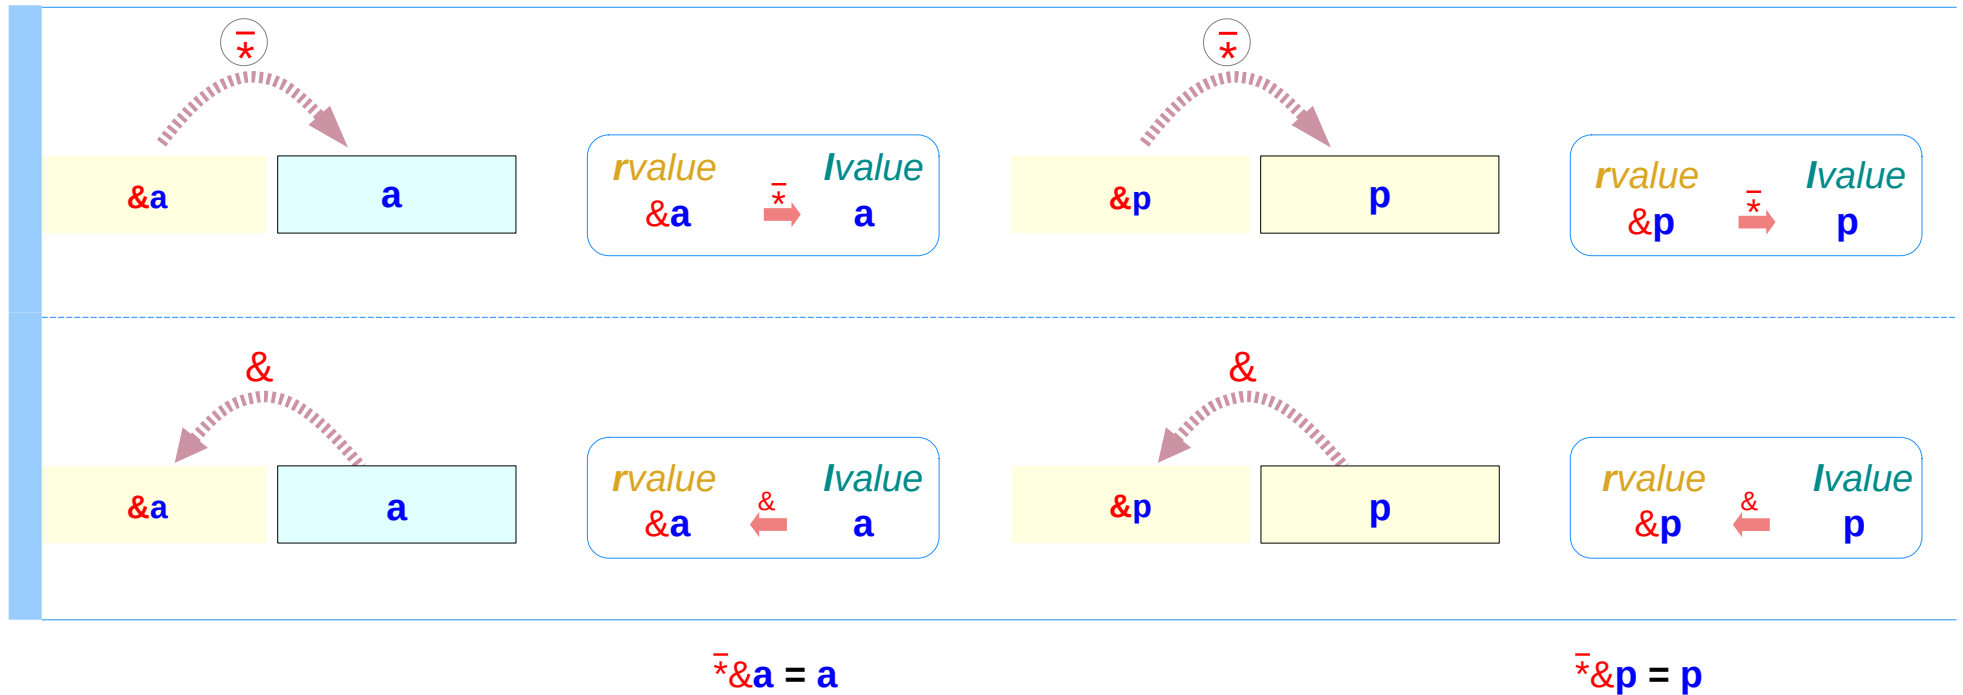 *̅ *̅
&a a rvalue lvalue &p p rvalue lvalue
&a *̅ a &p *̅ p
& &
&a a rvalue lvalue &p p rvalue lvalue
&a & a &p & p
*̅&a = a *̅&p = p